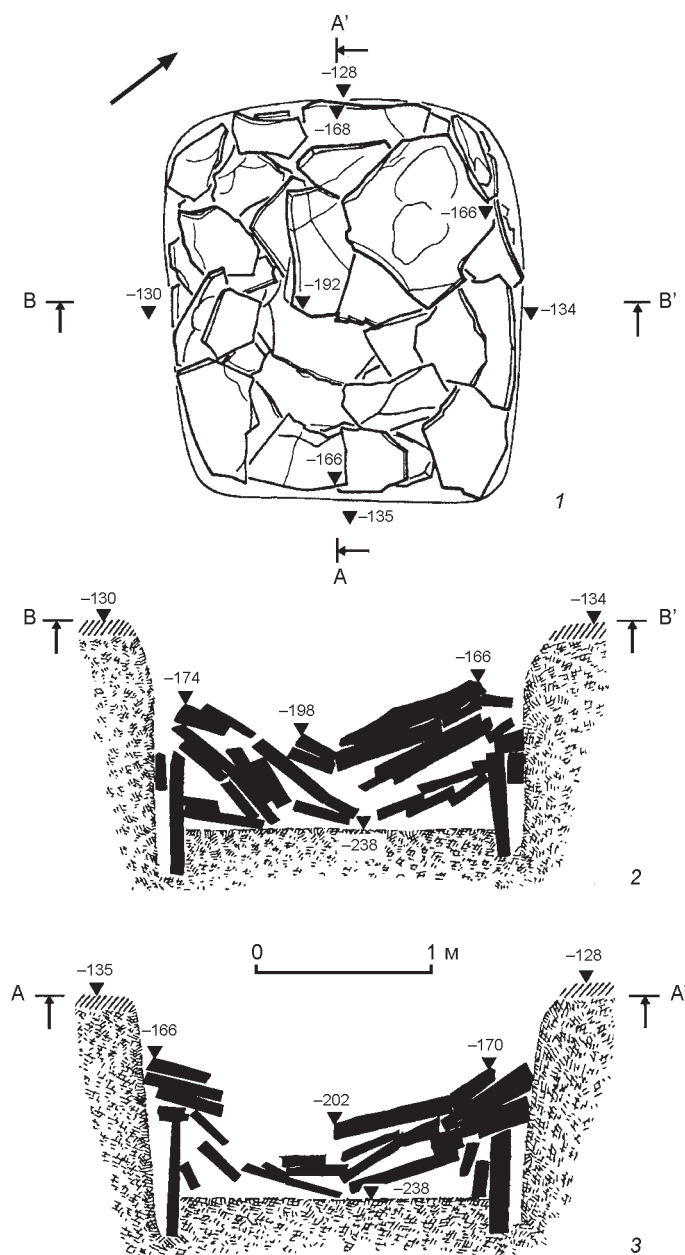 A’
–128
–168
–166
–192
B –130 –134 B’
–166
1
–135
A
B –130 –134 B’
–174 –166
–198
–238
2
0 1 м
A –135 –128 A’
–166 –170
–202
–238
3